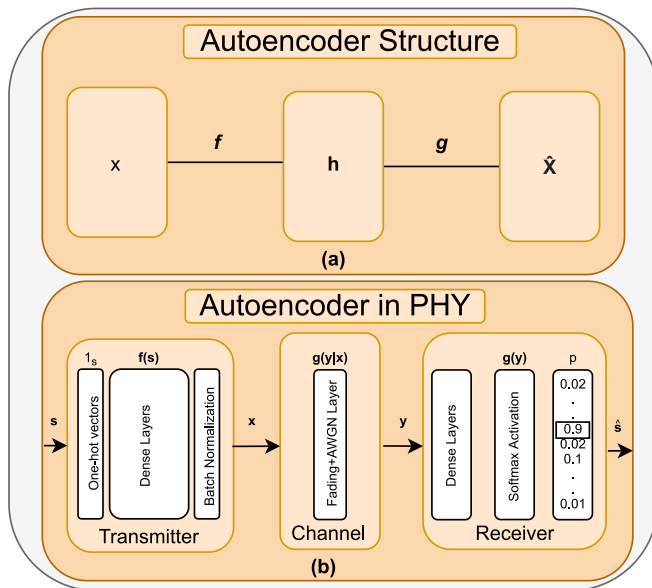 Autoencoder Structure
x
f
h
g
x̂
(a)
Autoencoder in PHY
1s
f(s)
g(y|x)
g(y)
p
s
One-hot vectors
Dense Layers
Batch Normalization
x
Fading+AWGN Layer
y
Dense Layers
Softmax Activation
0.02
.
.
0.9
0.02
0.1
.
.
0.01
ŝ
Transmitter
Channel
Receiver
(b)